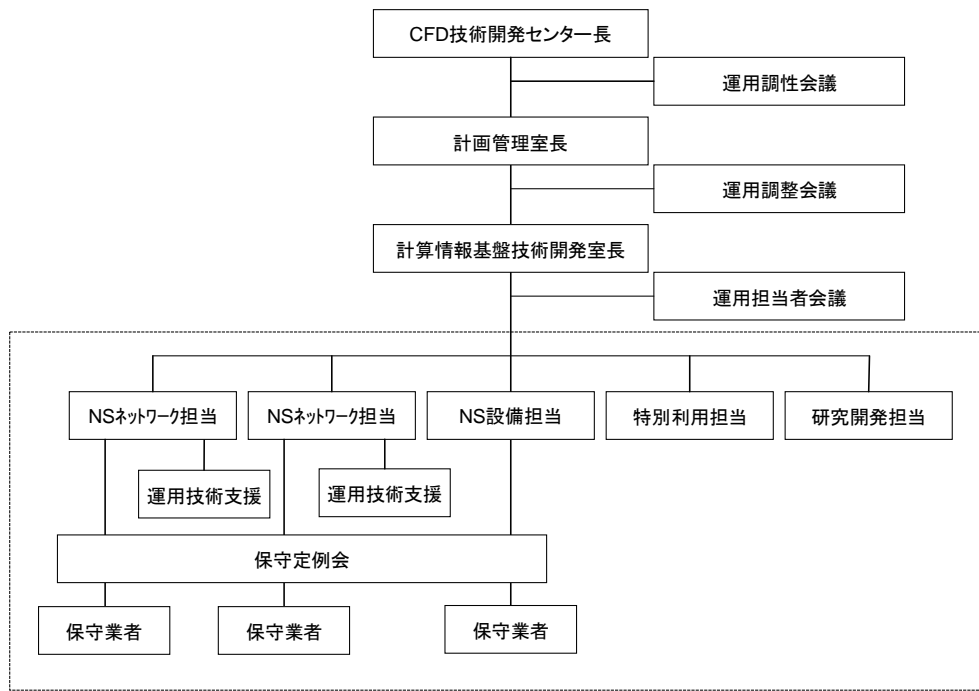 CFD技術開発センター長
運用調性会議
計画管理室長
運用調整会議
計算情報基盤技術開発室長
運用担当者会議
NSネットワーク担当
NSネットワーク担当
NS設備担当
特別利用担当
研究開発担当
運用技術支援
運用技術支援
保守定例会
保守業者
保守業者
保守業者